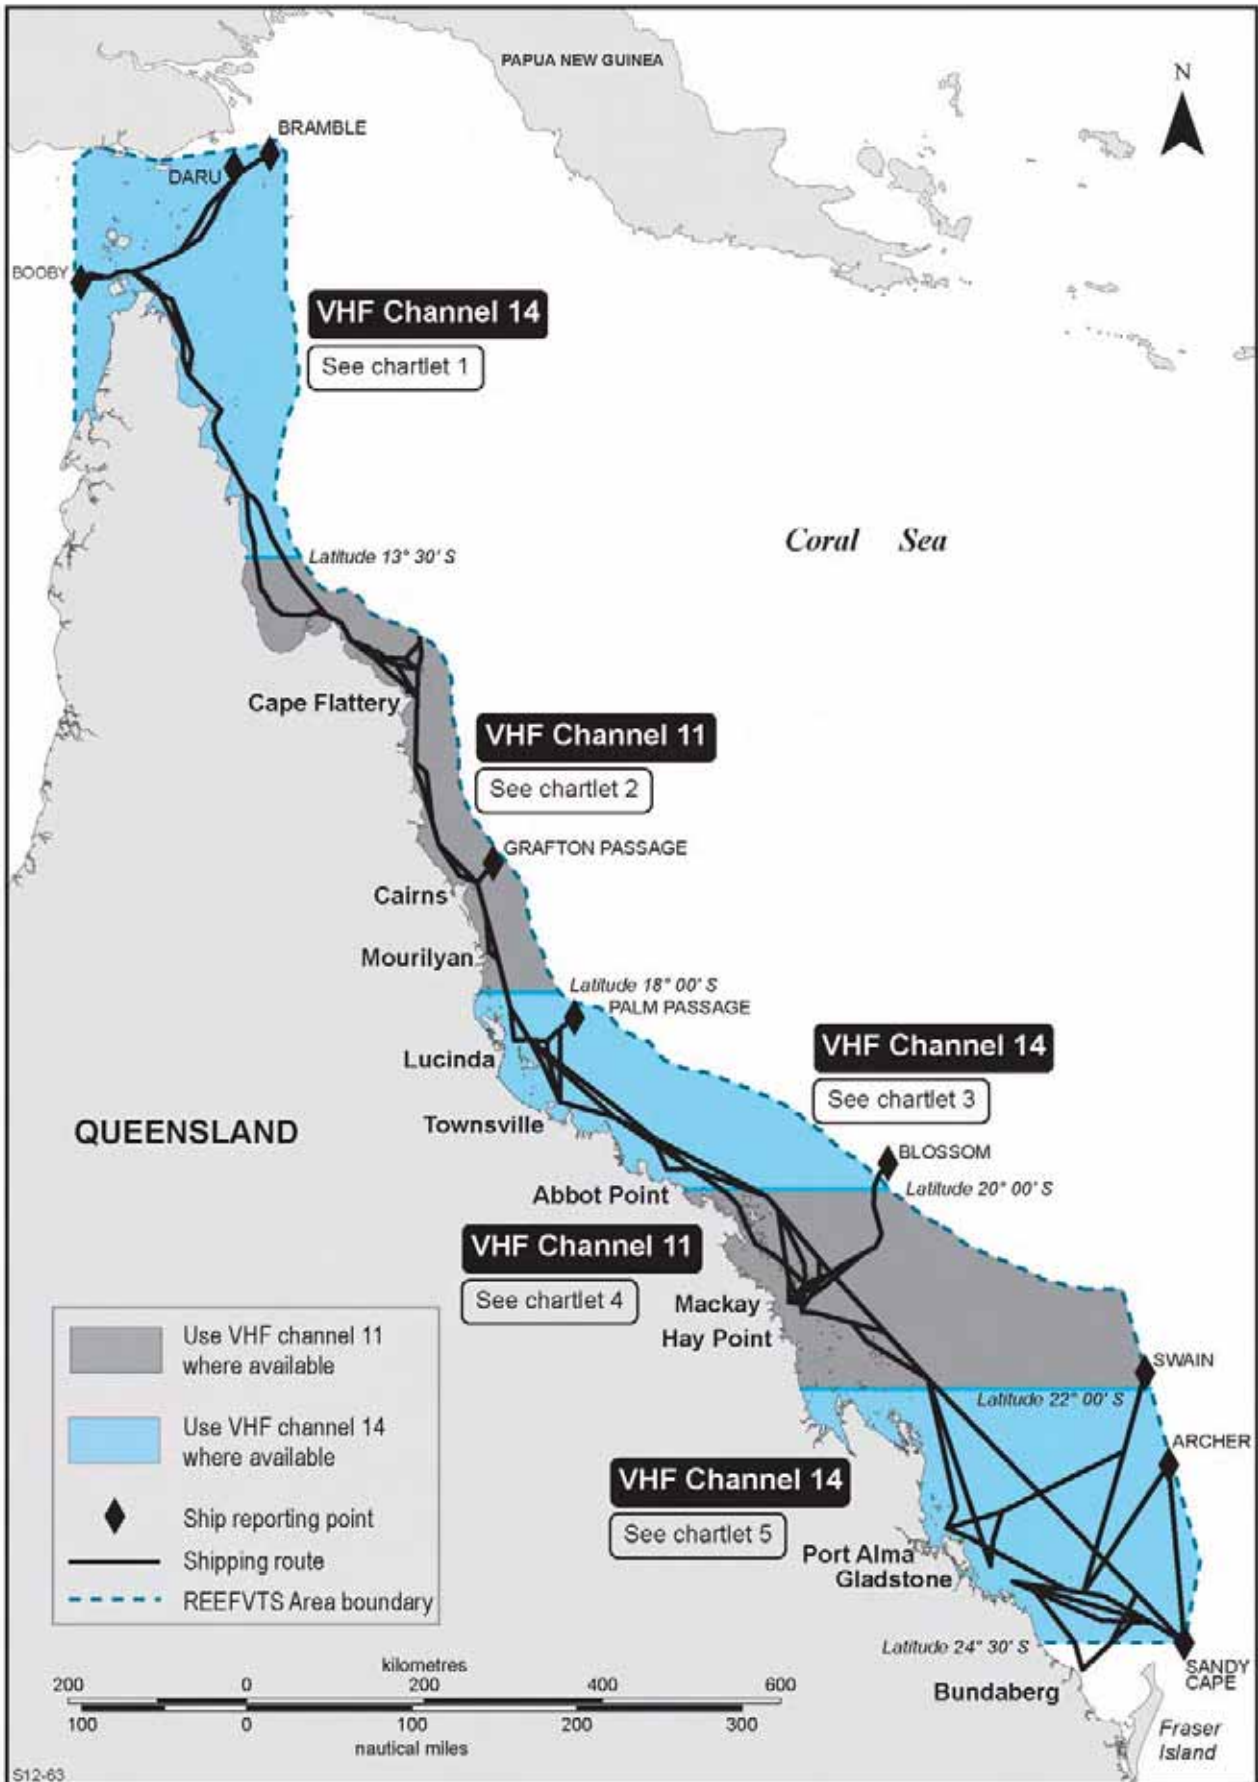 PAPUA NEW GUINEA
N
BRAMBLE
DARU
BOOBY
VHF Channel 14
See chartlet 1
Coral Sea
Latitude 13° 30' S
Cape Flattery
VHF Channel 11
See chartlet 2
GRAFTON PASSAGE
Cairns
Mourilyan
Latitude 18° 00' S
PALM PASSAGE
VHF Channel 14
See chartlet 3
Lucinda
Townsville
QUEENSLAND
BLOSSOM
Latitude 20° 00' S
Abbot Point
VHF Channel 11
See chartlet 4
Mackay
Hay Point
SWAIN
Latitude 22° 00' S
ARCHER
VHF Channel 14
See chartlet 5
Port Alma
Gladstone
Latitude 24° 30' S
SANDY
CAPE
Bundaberg
Fraser
Island
Use VHF channel 11
where available
Use VHF channel 14
where available
Ship reporting point
Shipping route
REEFVTS Area boundary
kilometres
200 0 200 400 600
100 0 100 200 300
nautical miles
S12-63